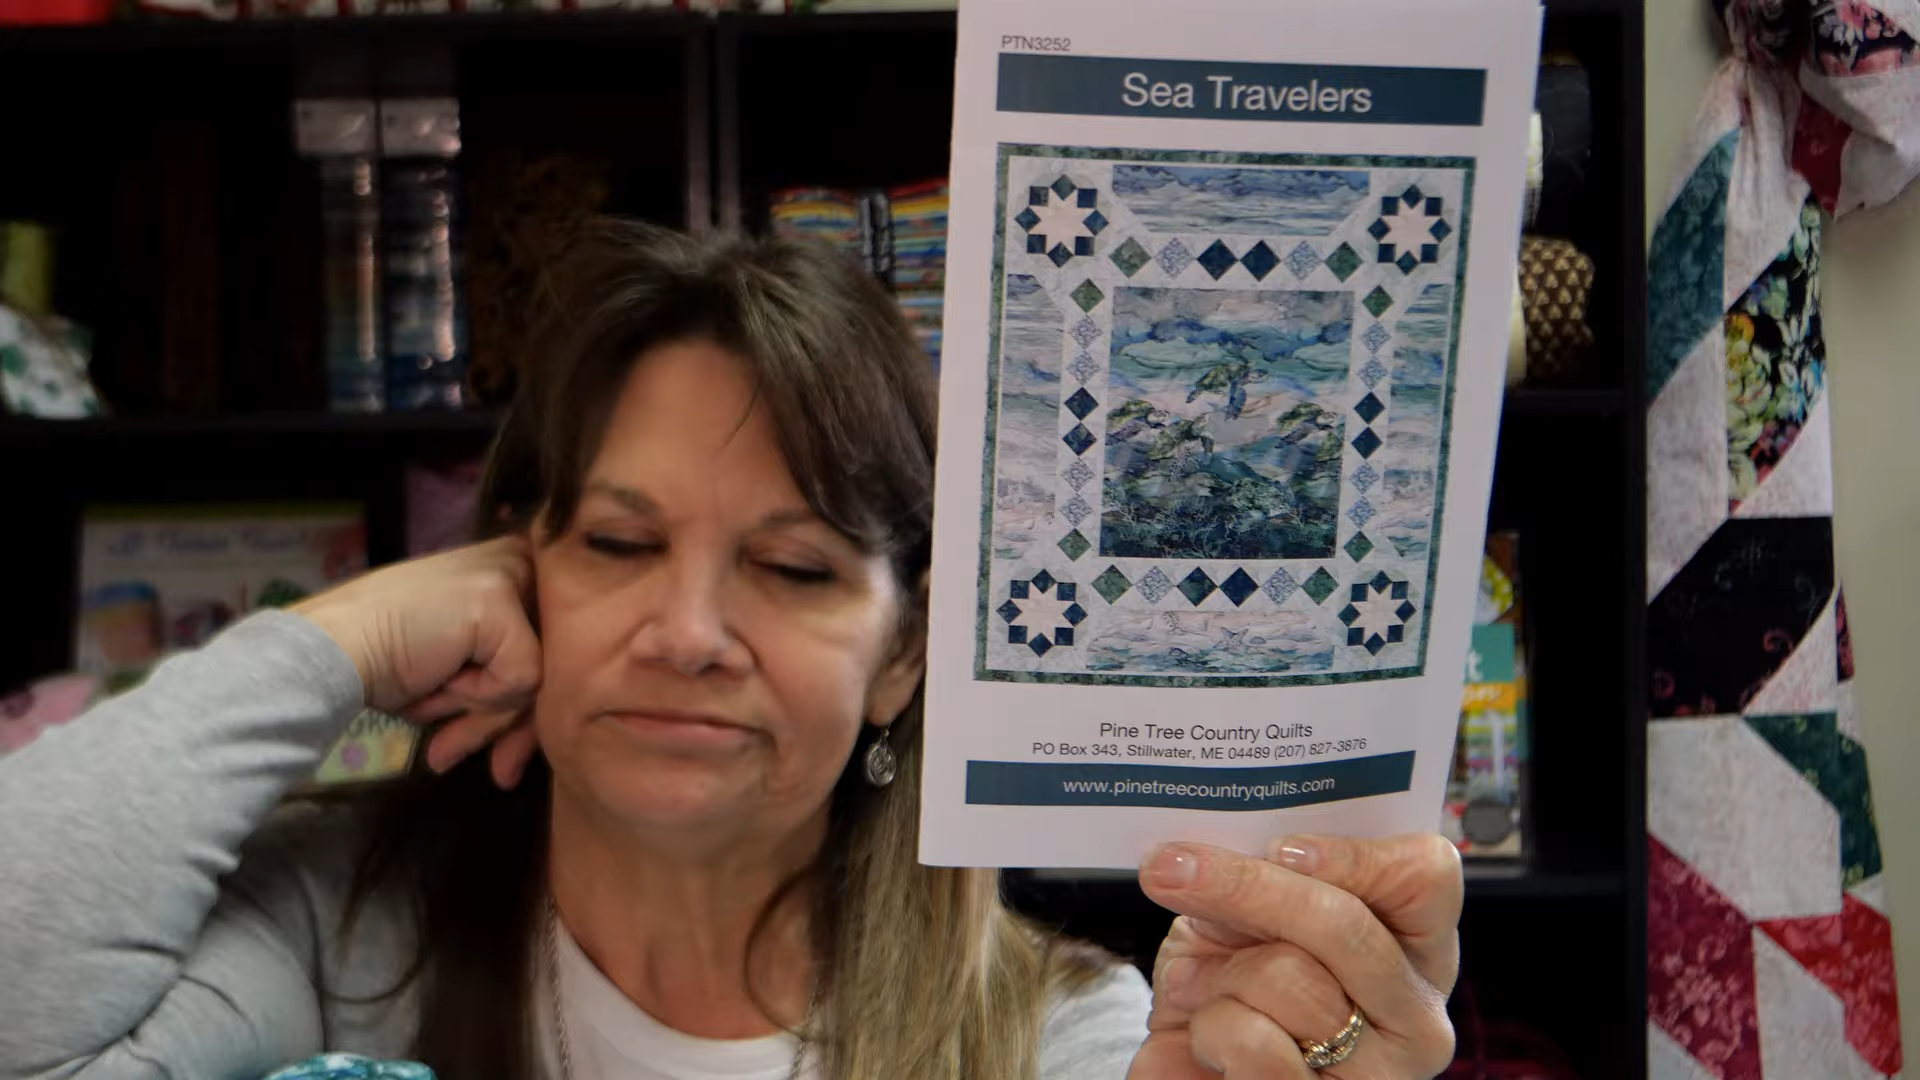 PTN3252
Sea Travelers
Pine Tree Country Quilts
PO Box 343, Stillwater, ME 04489 (207) 827-3876
www.pinetreecountryquilts.com